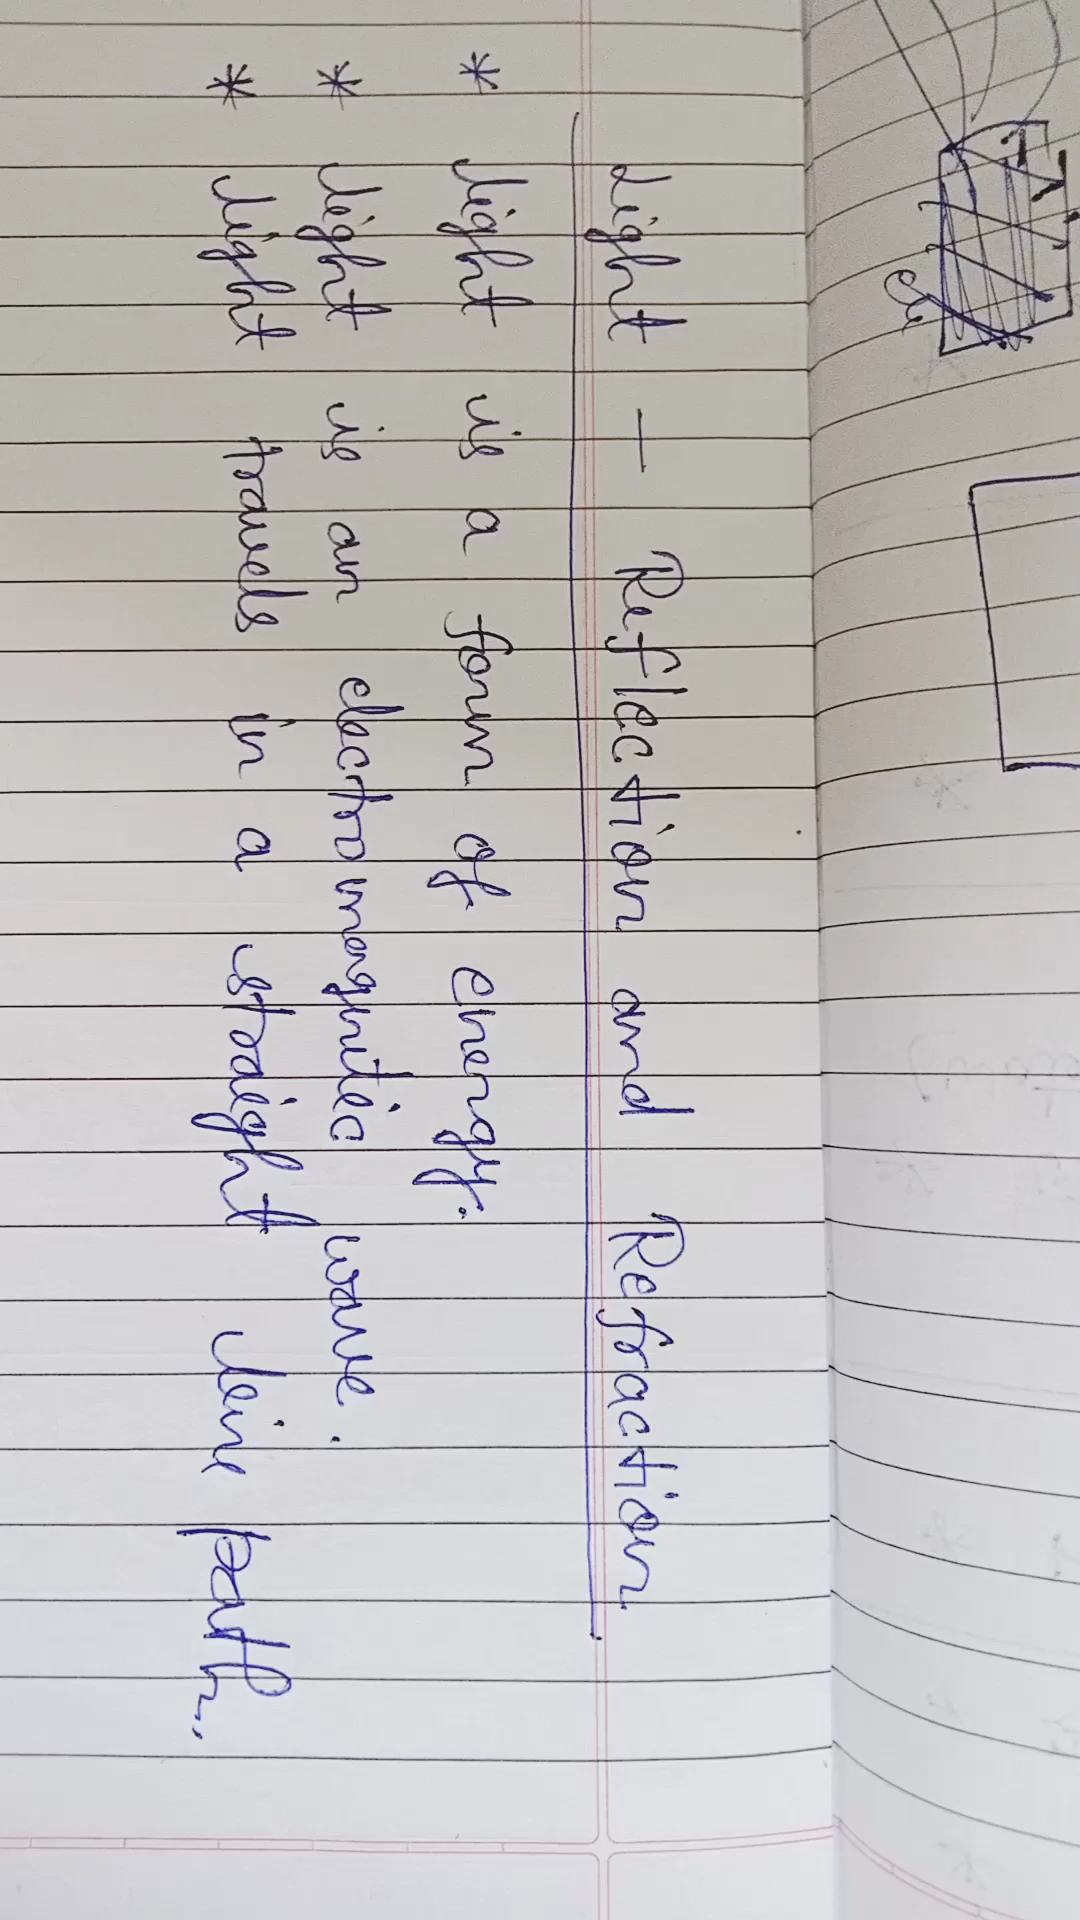 Light — Reflection and Refraction
* Light is a form of energy.
* Light is an electromagnitic wave.
* Light travels in a straight line path..